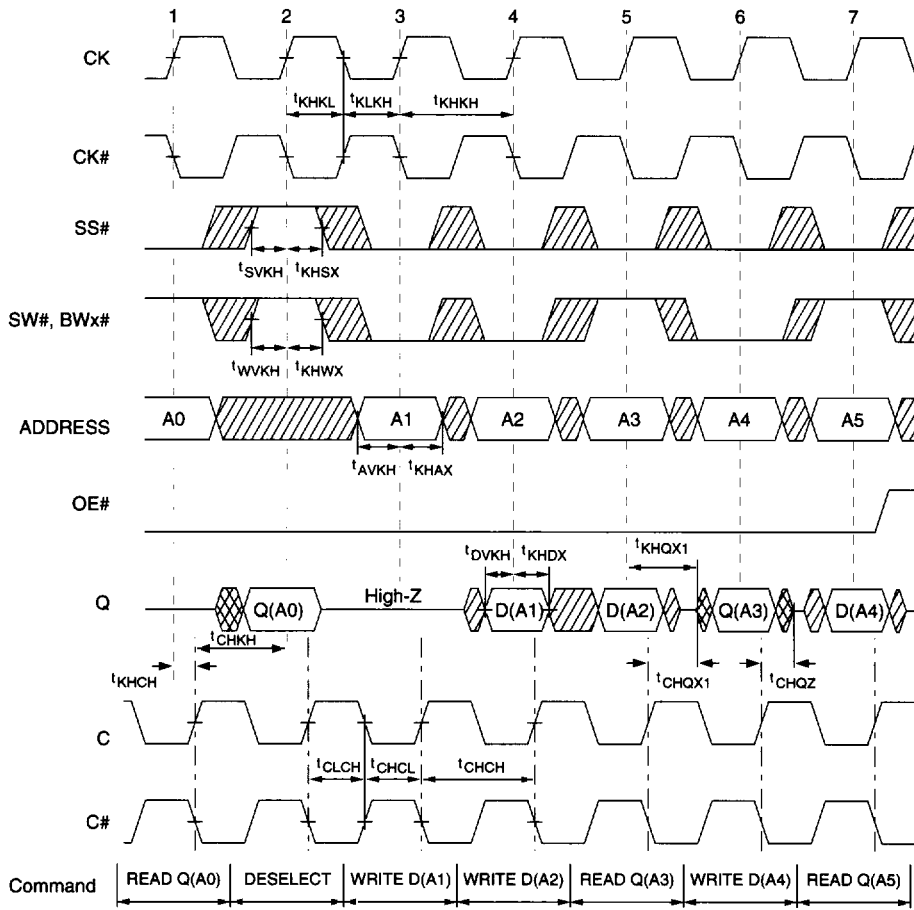 1 2 3 4 5 6 7
CK
tKHKL tKLKH tKHKH
CK#
SS#
tSVKH tKHSX
SW#, BWx#
tWVKH tKHWX
ADDRESS A0 A1 A2 A3 A4 A5
tAVKH tKHAX
OE#
tDVKH tKHDX tKHQX1
Q Q(A0) High-Z D(A1) D(A2) Q(A3) D(A4)
tCHKH
tKHCH tCHQX1 tCHQZ
C
tCLCH tCHCL tCHCH
C#
Command READ Q(A0) DESELECT WRITE D(A1) WRITE D(A2) READ Q(A3) WRITE D(A4) READ Q(A5)